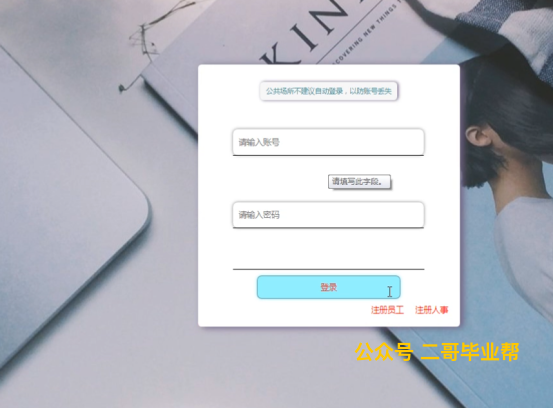 KIN
COVERING NEW THINGS
公共场所不建议自动登录，以防账号丢失
请输入账号
请填写此字段。
请输入密码
登录
注册员工 注册人事
公众号 二哥毕业帮